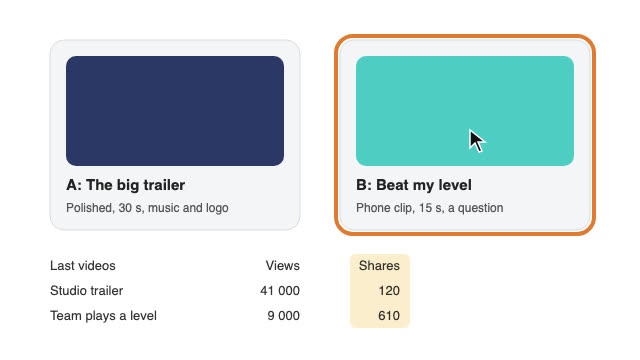 A: The big trailer
Polished, 30 s, music and logo
B: Beat my level
Phone clip, 15 s, a question
Last videos Views Shares
Studio trailer 41 000 120
Team plays a level 9 000 610